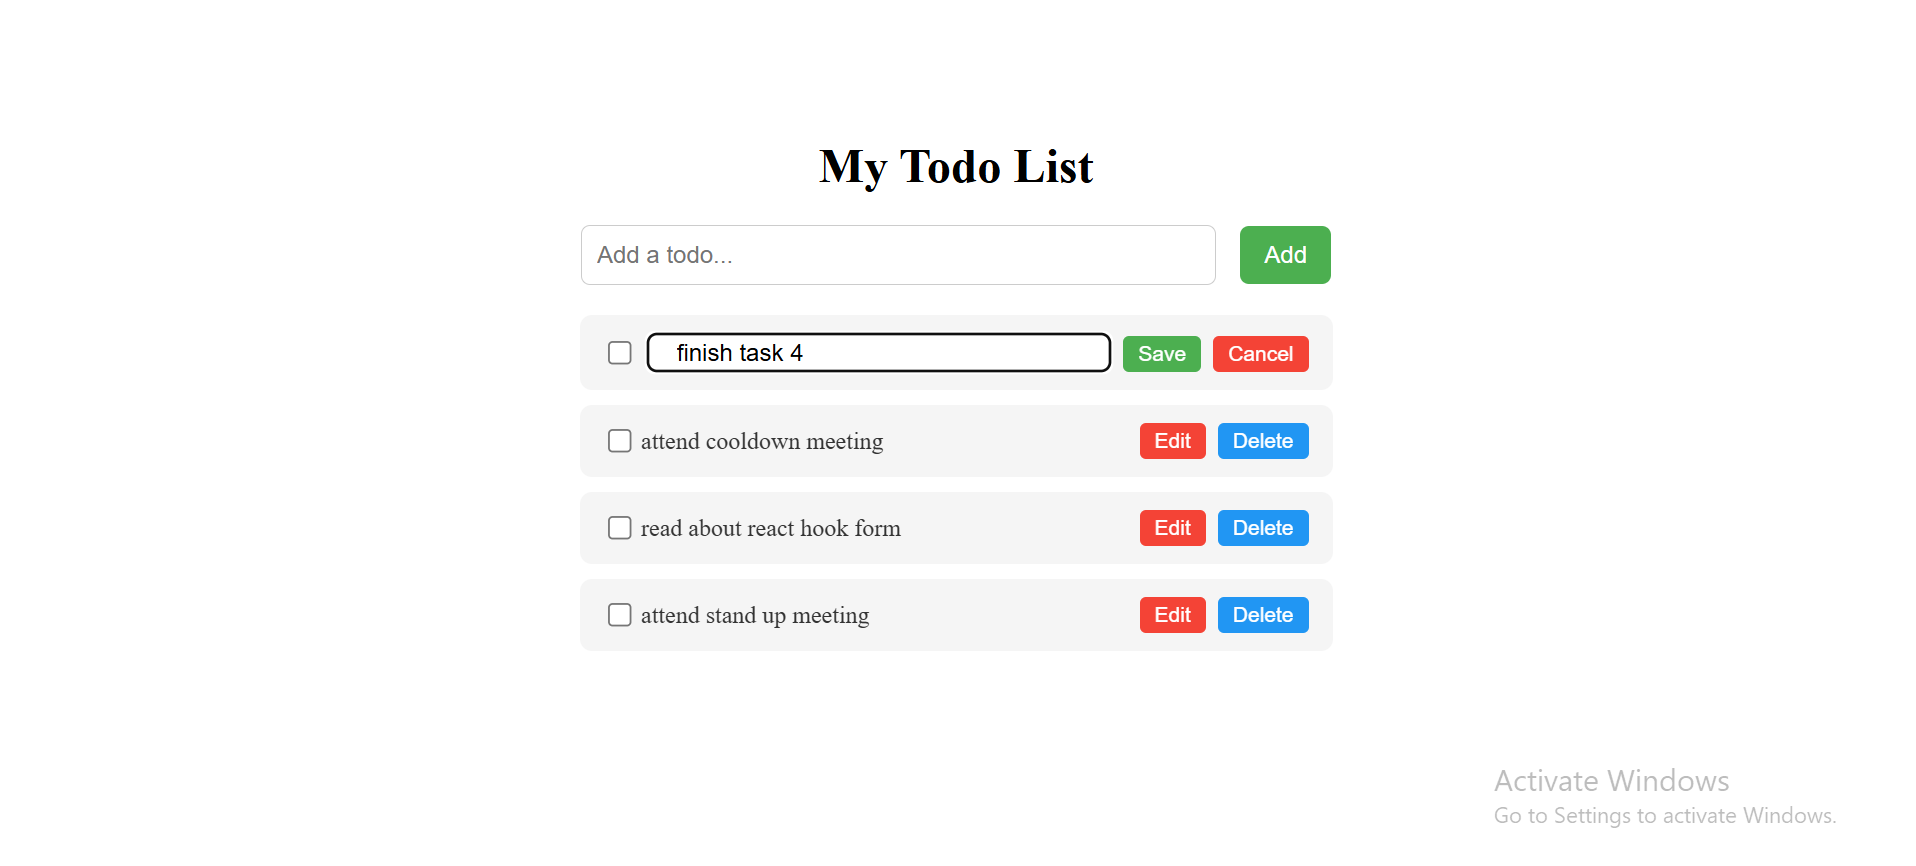 My Todo List
Add a todo... Add
finish task 4 Save Cancel
attend cooldown meeting Edit Delete
read about react hook form Edit Delete
attend stand up meeting Edit Delete
Activate Windows
Go to Settings to activate Windows.